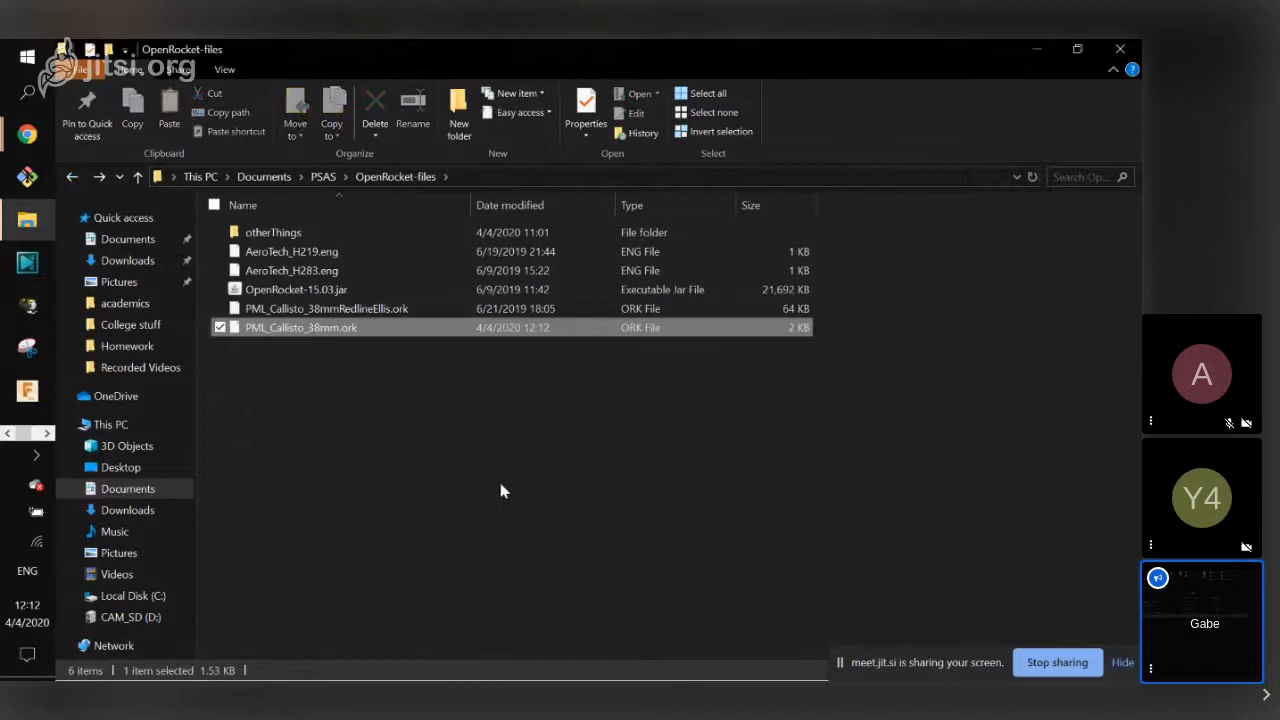 OpenRocket-files
jitsi.org
File Home Share View
Pin to Quick access
Copy
Paste
Cut
Copy path
Paste shortcut
Clipboard
Move to
Copy to
Delete
Rename
Organize
New folder
New item
Easy access
New
Properties
Open
Edit
History
Open
Select all
Select none
Invert selection
Select
This PC > Documents > PSAS > OpenRocket-files >
Search Op...
Name Date modified Type Size
otherThings 4/4/2020 11:01 File folder
AeroTech_H219.eng 6/19/2019 21:44 ENG File 1 KB
AeroTech_H283.eng 6/9/2019 15:22 ENG File 1 KB
OpenRocket-15.03.jar 6/9/2019 11:42 Executable Jar File 21,692 KB
PML_Callisto_38mmRedlineEllis.ork 6/21/2019 18:05 ORK File 64 KB
PML_Callisto_38mm.ork 4/4/2020 12:12 ORK File 2 KB
Quick access
Documents
Downloads
Pictures
academics
College stuff
Homework
Recorded Videos
OneDrive
This PC
3D Objects
Desktop
Documents
Downloads
Music
Pictures
Videos
Local Disk (C:)
CAM_SD (D:)
Network
6 items 1 item selected 1.53 KB
ENG
12:12
4/4/2020
meet.jit.si is sharing your screen.
Stop sharing
Hide
A
Y4
Gabe